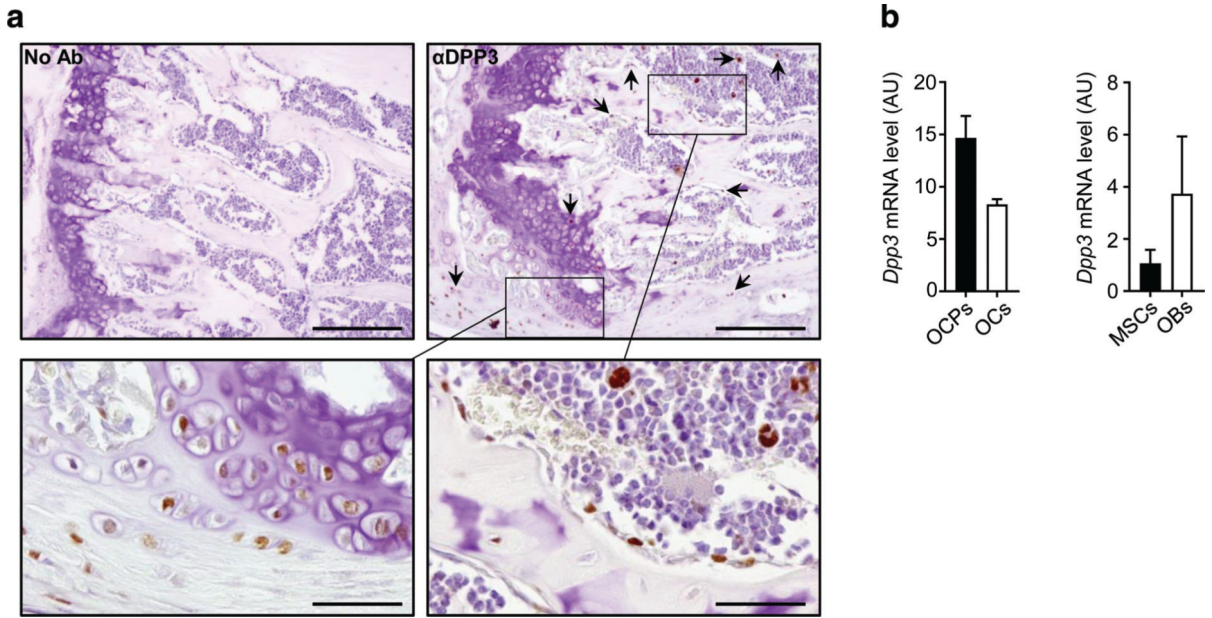 a
No Ab
αDPP3
b
Dpp3 mRNA level (AU)
20
15
10
5
0
OCPs
OCs
Dpp3 mRNA level (AU)
8
6
4
2
0
MSCs
OBs